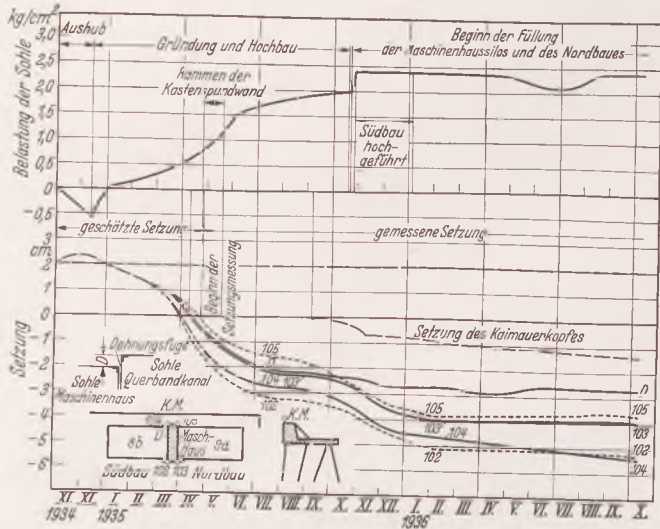 kg/cm²
Aushub
3,0
Gründung und Hochbau
Beginn der Füllung
der Maschinenhaussilos und des Nordbaues
2,5
Rammen der
Kastenspundwand
2,0
1,5
1,0
0,5
0
-0,5
Belastung der Sohle
Südbau
hoch-
geführt
geschätzte Setzung
gemessene Setzung
cm
3
2
1
0
-1
-2
-3
-4
-5
-6
Setzung
Beginn der
Setzungsmessung
Setzung des Kaimauerkopfes
Dehnungsfuge
D
Sohle
Querbandkanal
Sohle
Maschinenhaus
105
D
104
103
102
105
103
104
102
D
105
103
102
104
K.M.
K.M.
8b
D
Masch.
Haus
9a
Südbau 102 103 Nordbau
XI. XII. I. II. III. IV. V. VI. VII. VIII. IX. X. XI. XII. I. II. III. IV. V. VI. VII. VIII. IX. X.
1934 1935 1936